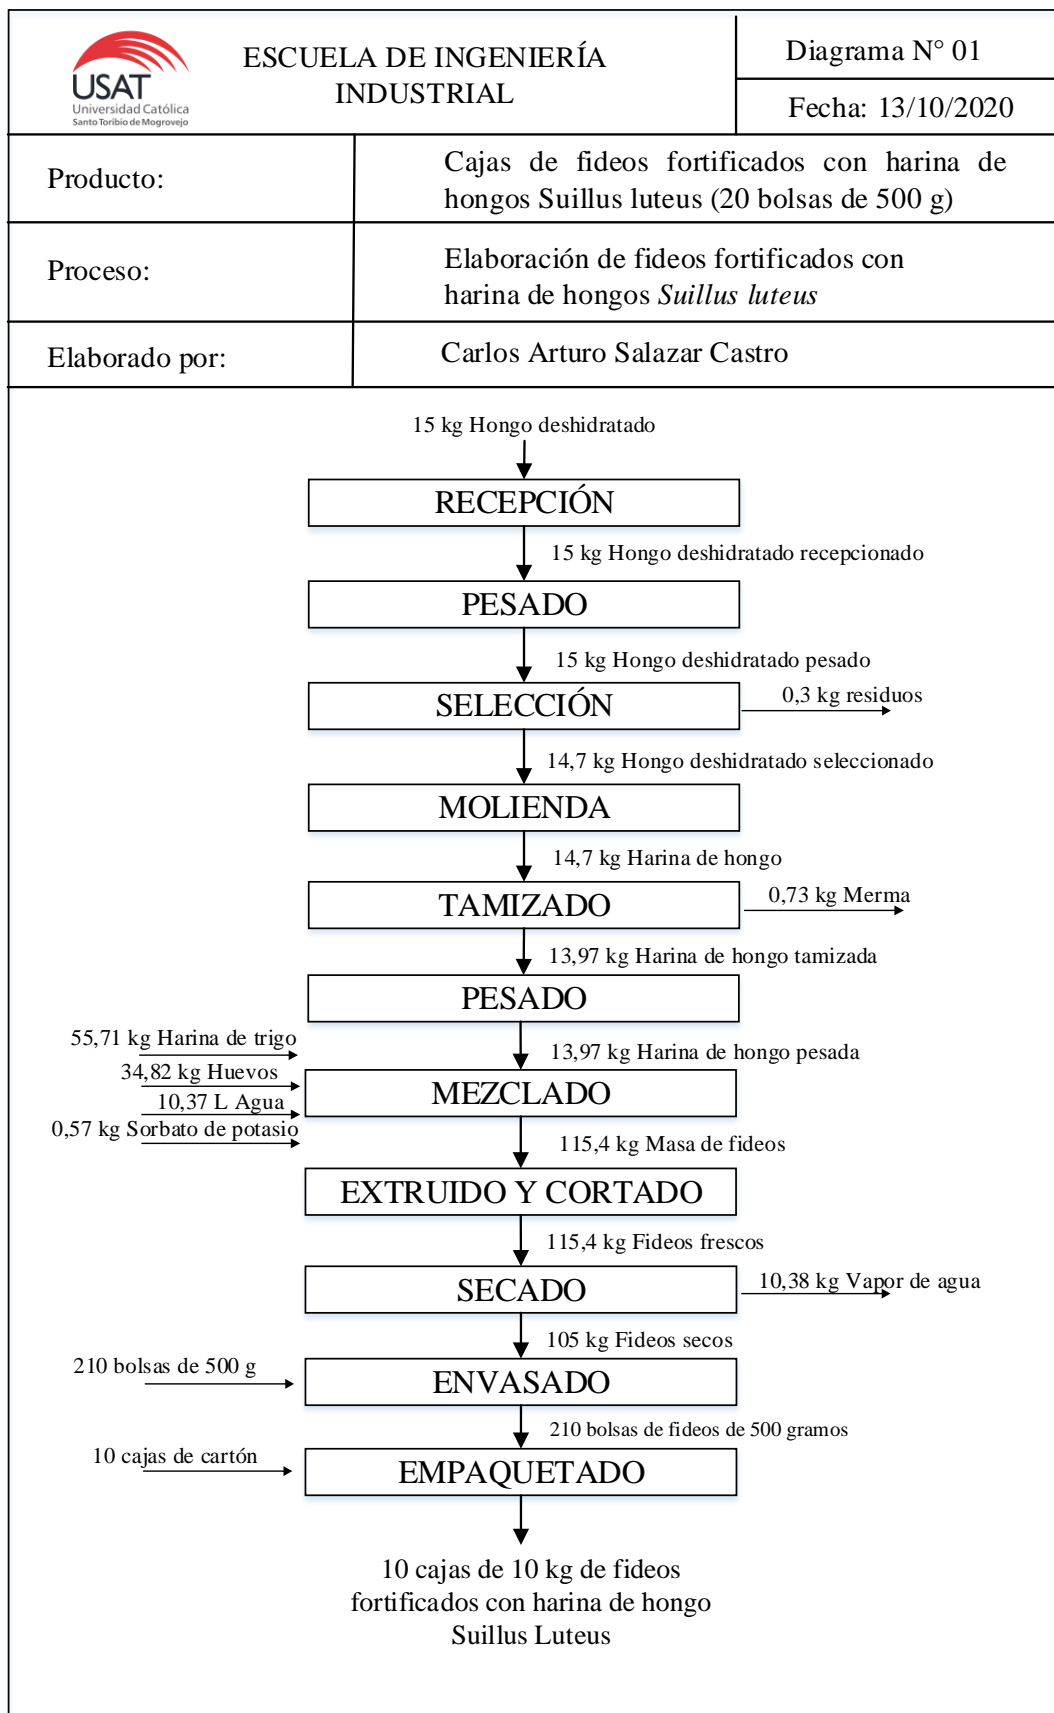 USAT
Universidad Católica
Santo Toribio de Mogrovejo
ESCUELA DE INGENIERÍA
INDUSTRIAL
Diagrama N° 01
Fecha: 13/10/2020
Producto:
Cajas de fideos fortificados con harina de
hongos Suillus luteus (20 bolsas de 500 g)
Proceso:
Elaboración de fideos fortificados con
harina de hongos Suillus luteus
Elaborado por:
Carlos Arturo Salazar Castro
15 kg Hongo deshidratado
RECEPCIÓN
15 kg Hongo deshidratado recepcionado
PESADO
15 kg Hongo deshidratado pesado
SELECCIÓN
0,3 kg residuos
14,7 kg Hongo deshidratado seleccionado
MOLIENDA
14,7 kg Harina de hongo
TAMIZADO
0,73 kg Merma
13,97 kg Harina de hongo tamizada
PESADO
13,97 kg Harina de hongo pesada
55,71 kg Harina de trigo
34,82 kg Huevos
10,37 L Agua
0,57 kg Sorbato de potasio
MEZCLADO
115,4 kg Masa de fideos
EXTRUIDO Y CORTADO
115,4 kg Fideos frescos
SECADO
10,38 kg Vapor de agua
105 kg Fideos secos
210 bolsas de 500 g
ENVASADO
210 bolsas de fideos de 500 gramos
10 cajas de cartón
EMPAQUETADO
10 cajas de 10 kg de fideos
fortificados con harina de hongo
Suillus Luteus